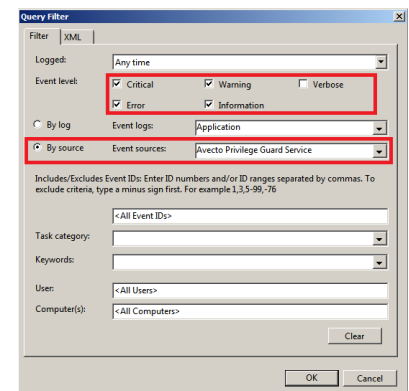 Query Filter
Filter XML
Logged: Any time
Event level: Critical Warning Verbose
Error Information
By log Event logs: Application
By source Event sources: Avecto Privilege Guard Service
Includes/Excludes Event IDs: Enter ID numbers and/or ID ranges separated by commas. To
exclude criteria, type a minus sign first. For example 1,3,5-99,-76
<All Event IDs>
Task category:
Keywords:
User: <All Users>
Computer(s): <All Computers>
Clear
OK Cancel